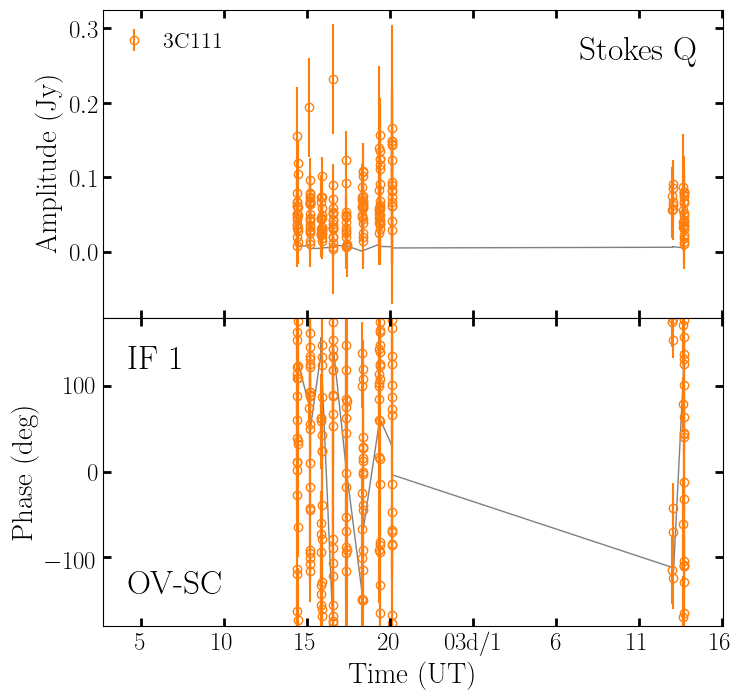 3C111
Stokes Q
Amplitude (Jy)
0.3
0.2
0.1
0.0
IF 1
OV-SC
Phase (deg)
100
0
−100
5 10 15 20 03d/1 6 11 16
Time (UT)